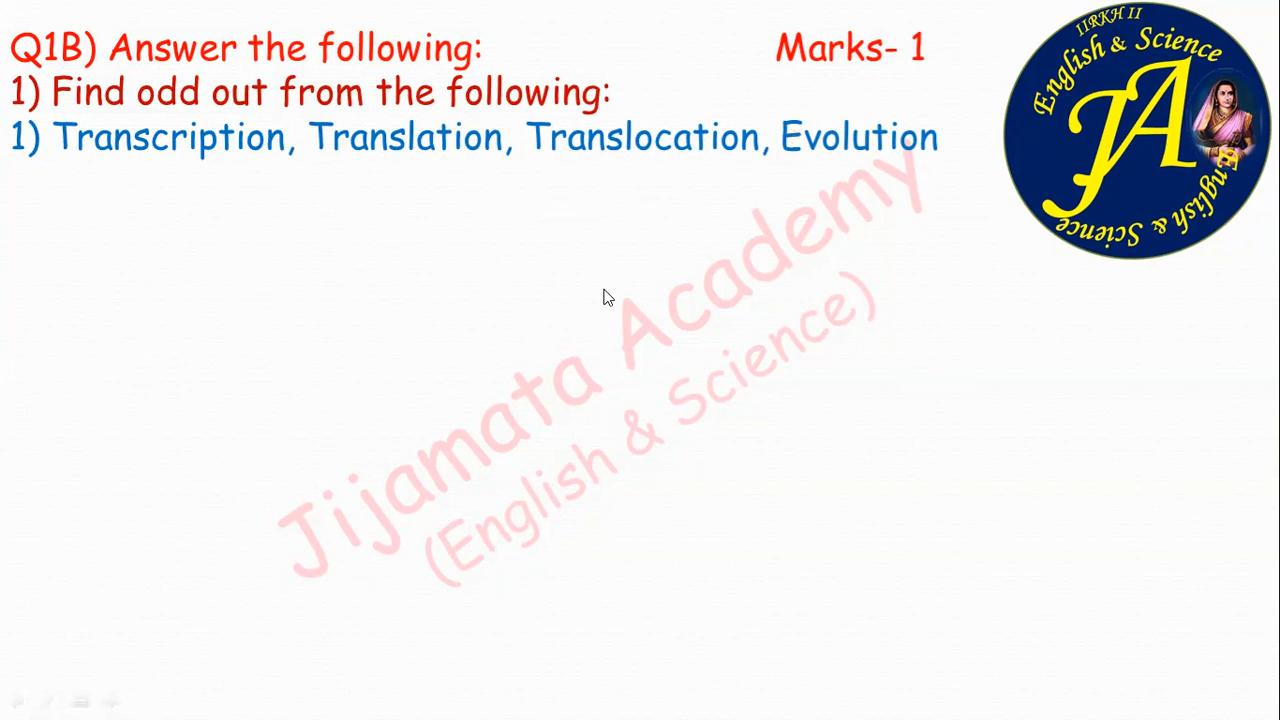 Q1B) Answer the following: Marks- 1
1) Find odd out from the following:
1) Transcription, Translation, Translocation, Evolution
IIRKH II
English & Science
JA
English & Science
Jijamata Academy
(English & Science)